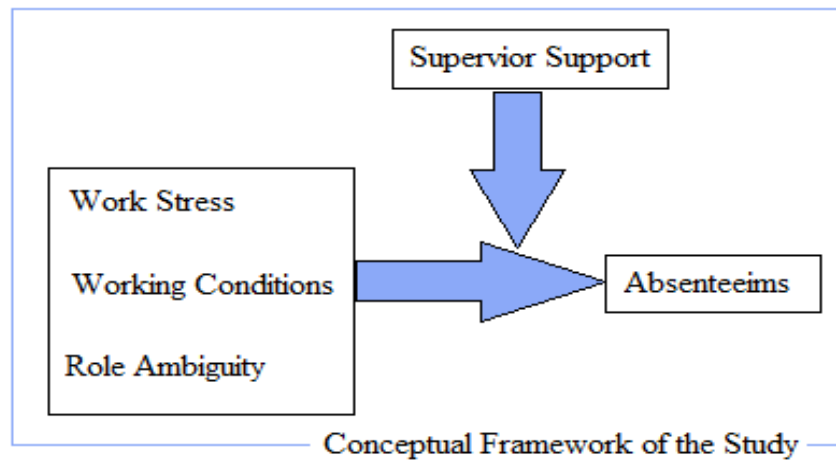 Supervior Support
Work Stress
Working Conditions
Role Ambiguity
Absenteeims
Conceptual Framework of the Study